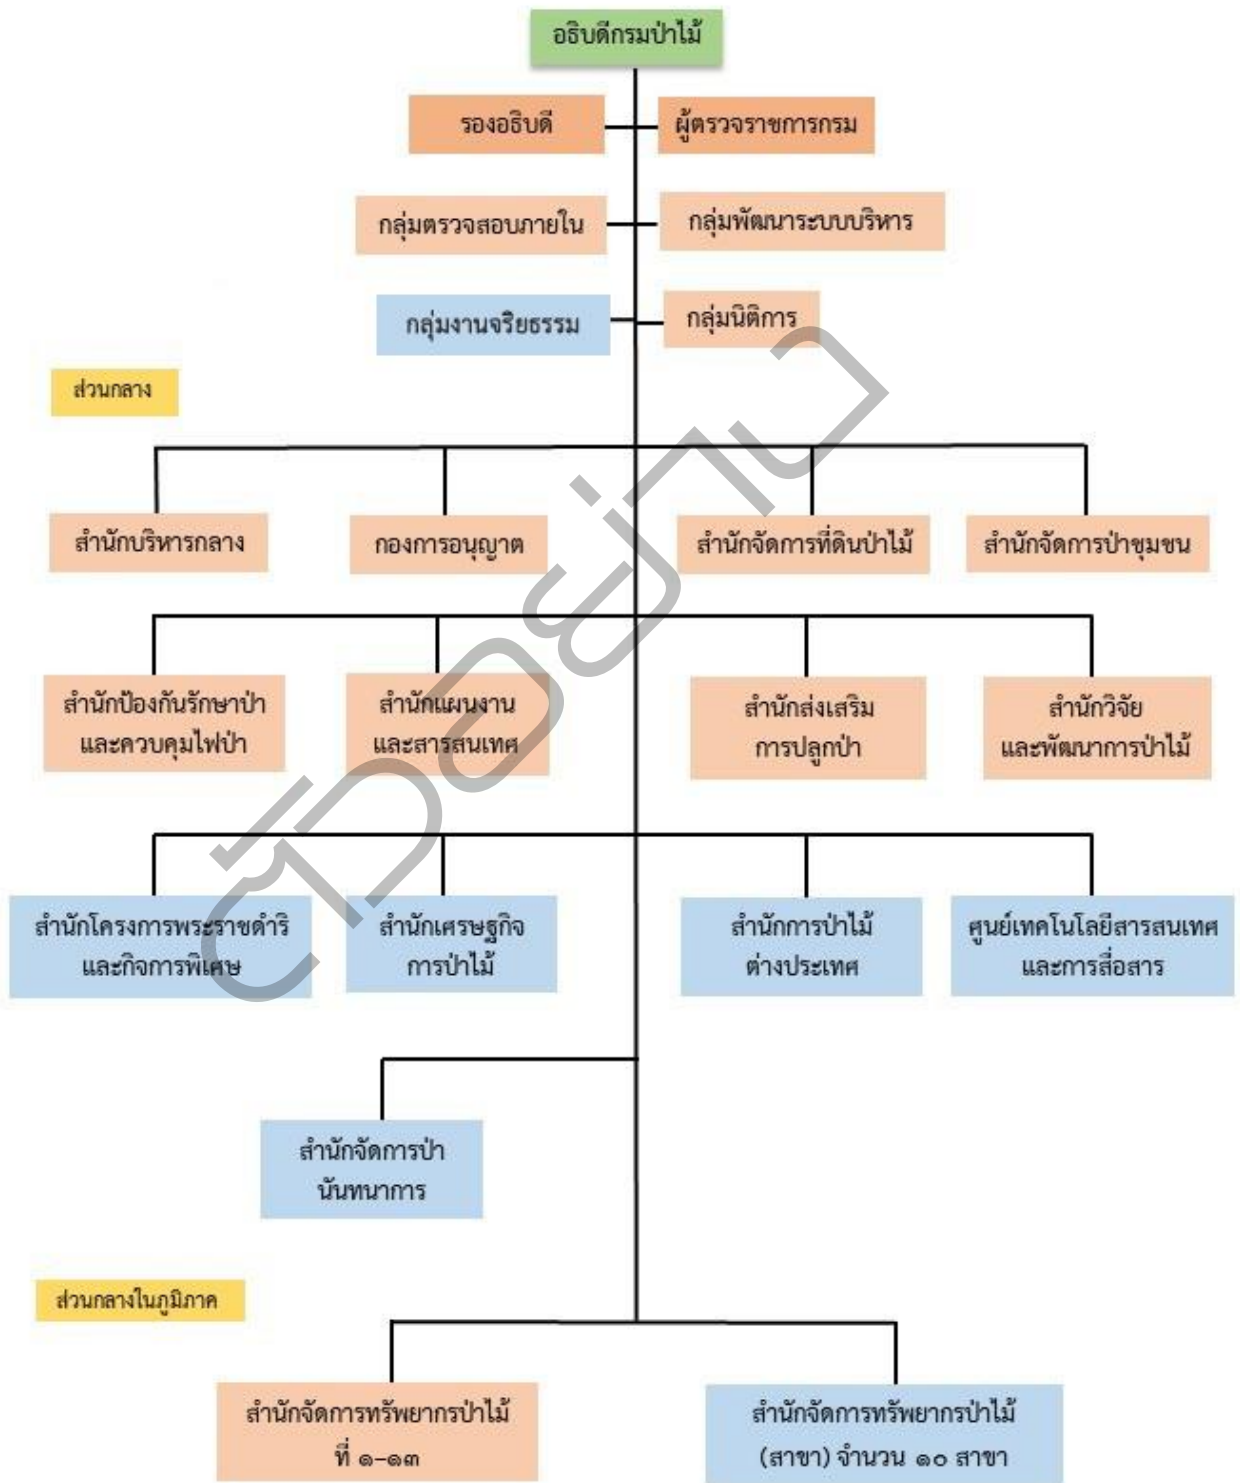 อธิบดีกรมป่าไม้
รองอธิบดี
ผู้ตรวจราชการกรม
กลุ่มตรวจสอบภายใน
กลุ่มพัฒนาระบบบริหาร
กลุ่มงานจริยธรรม
กลุ่มนิติการ
ส่วนกลาง
สำนักบริหารกลาง
กองการอนุญาต
สำนักจัดการที่ดินป่าไม้
สำนักจัดการป่าชุมชน
สำนักป้องกันรักษาป่า
และควบคุมไฟป่า
สำนักแผนงาน
และสารสนเทศ
สำนักส่งเสริม
การปลูกป่า
สำนักวิจัย
และพัฒนาการป่าไม้
สำนักโครงการพระราชดำริ
และกิจการพิเศษ
สำนักเศรษฐกิจ
การป่าไม้
สำนักการป่าไม้
ต่างประเทศ
ศูนย์เทคโนโลยีสารสนเทศ
และการสื่อสาร
สำนักจัดการป่า
นันทนาการ
ส่วนกลางในภูมิภาค
สำนักจัดการทรัพยากรป่าไม้
ที่ ๑-๑๓
สำนักจัดการทรัพยากรป่าไม้
(สาขา) จำนวน ๑๐ สาขา
ตัวอย่าง